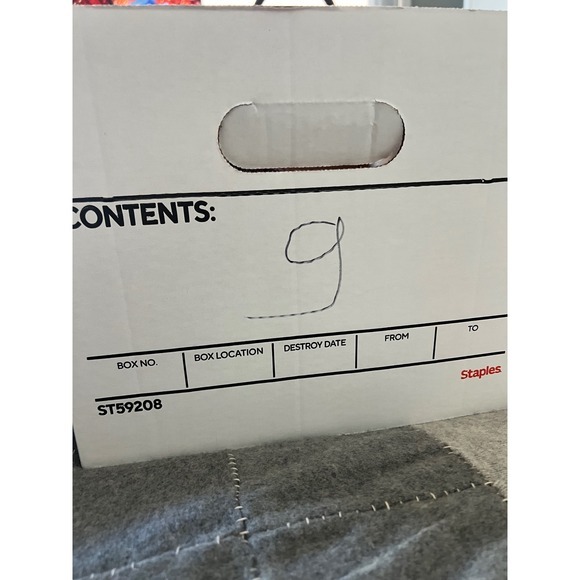 CONTENTS:
9
BOX NO. BOX LOCATION DESTROY DATE FROM TO
ST59208 Staples